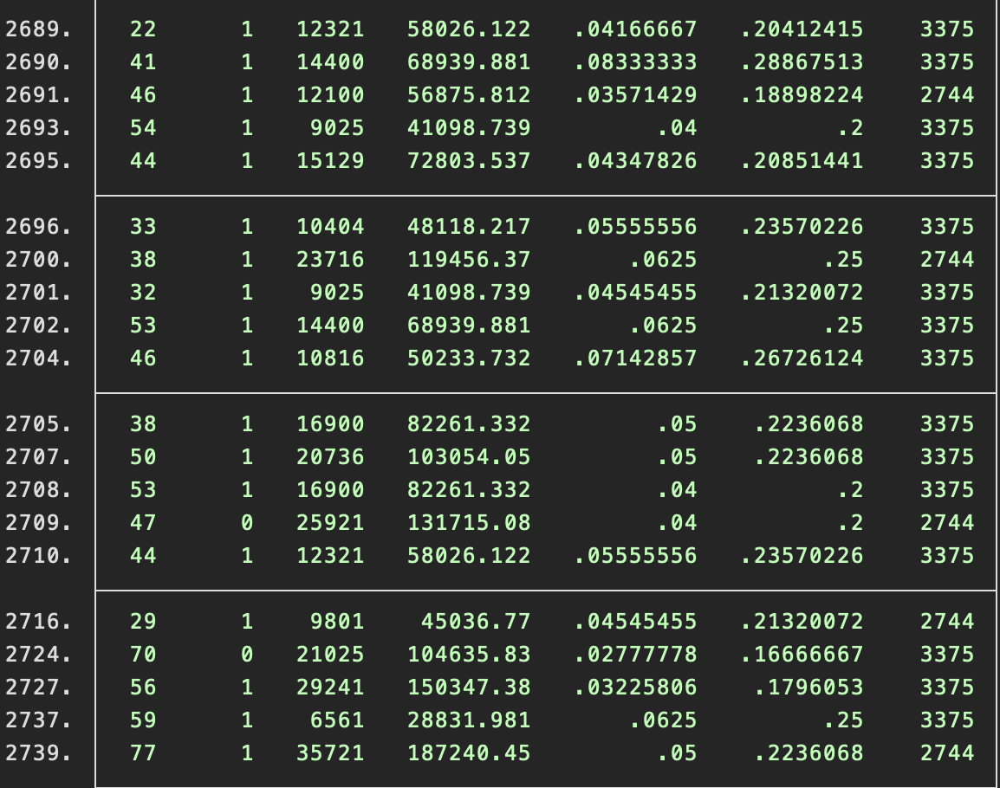 2689. 22 1 12321 58026.122 .04166667 .20412415 3375
2690. 41 1 14400 68939.881 .08333333 .28867513 3375
2691. 46 1 12100 56875.812 .03571429 .18898224 2744
2693. 54 1 9025 41098.739 .04 .2 3375
2695. 44 1 15129 72803.537 .04347826 .20851441 3375
2696. 33 1 10404 48118.217 .05555556 .23570226 3375
2700. 38 1 23716 119456.37 .0625 .25 2744
2701. 32 1 9025 41098.739 .04545455 .21320072 3375
2702. 53 1 14400 68939.881 .0625 .25 3375
2704. 46 1 10816 50233.732 .07142857 .26726124 3375
2705. 38 1 16900 82261.332 .05 .2236068 3375
2707. 50 1 20736 103054.05 .05 .2236068 3375
2708. 53 1 16900 82261.332 .04 .2 3375
2709. 47 0 25921 131715.08 .04 .2 2744
2710. 44 1 12321 58026.122 .05555556 .23570226 3375
2716. 29 1 9801 45036.77 .04545455 .21320072 2744
2724. 70 0 21025 104635.83 .02777778 .16666667 3375
2727. 56 1 29241 150347.38 .03225806 .1796053 3375
2737. 59 1 6561 28831.981 .0625 .25 3375
2739. 77 1 35721 187240.45 .05 .2236068 2744